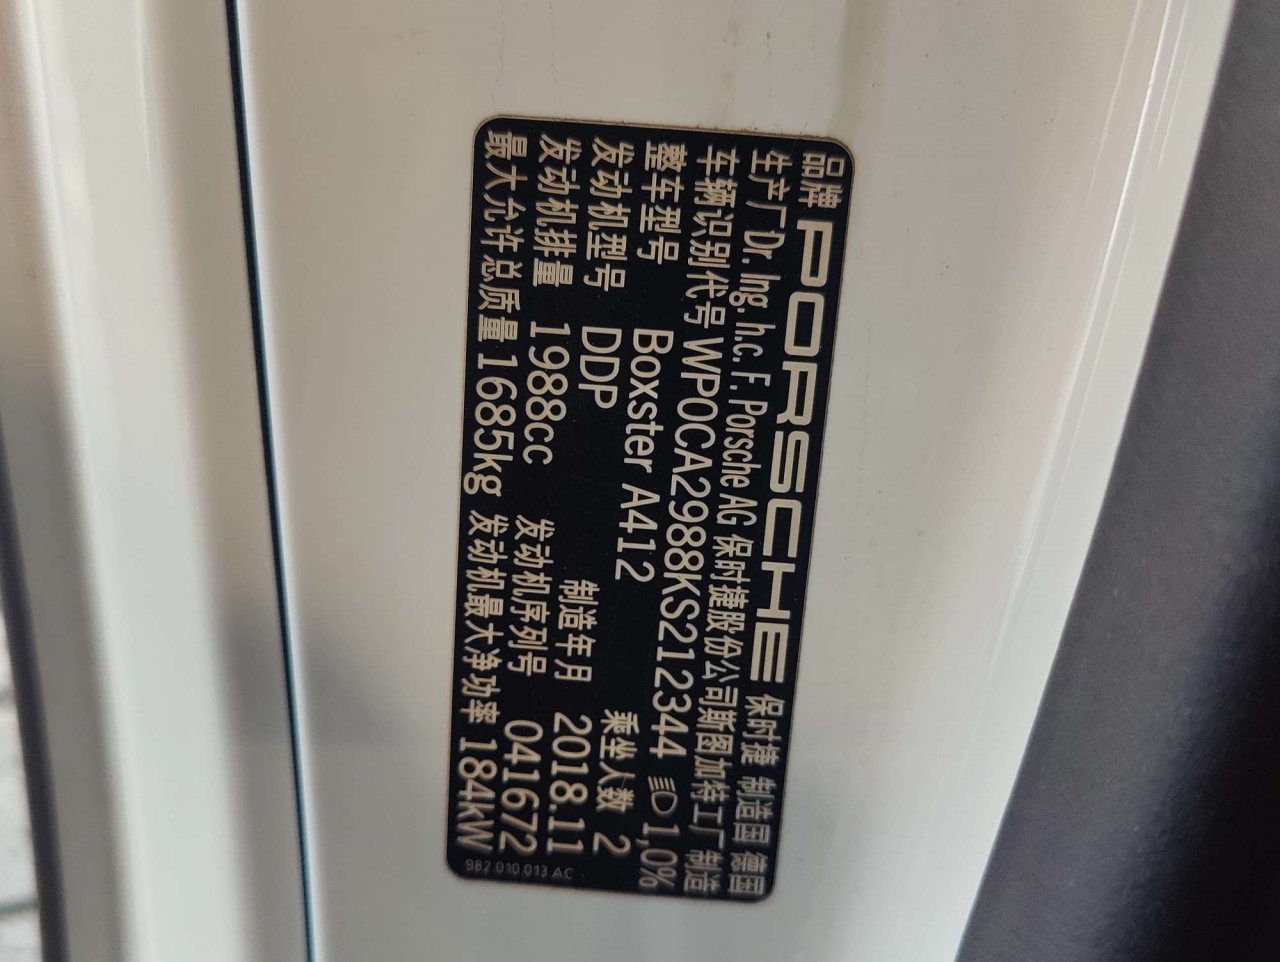 品牌 PORSCHE 保时捷 制造国 德国
生产厂 Dr. Ing. h.c. F. Porsche AG 保时捷股份公司斯图加特工厂制造
车辆识别代号 WP0CA2988KS212344 1,0%
整车型号 Boxster A412 乘坐人数 2
发动机型号 DDP 制造年月 2018.11
发动机排量 1988cc 发动机序列号 041672
最大允许总质量 1685kg 发动机最大净功率 184kW
982 010 013 AC